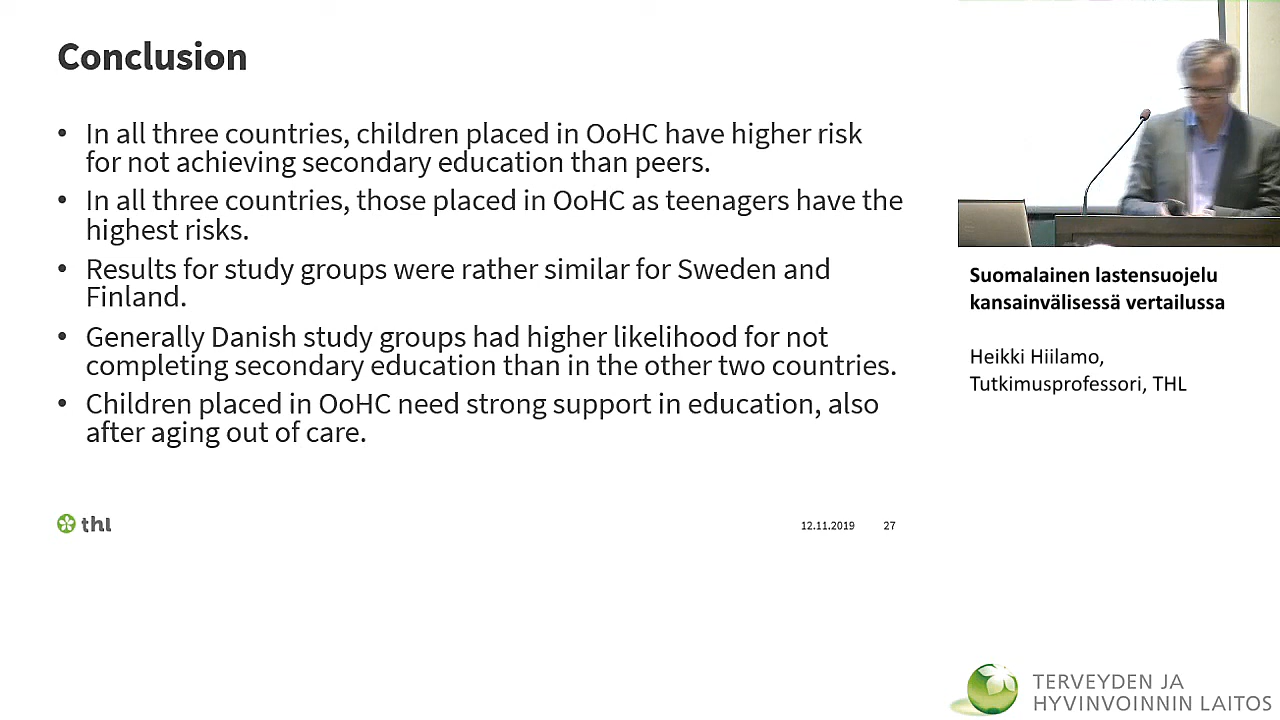 Conclusion
• In all three countries, children placed in OoHC have higher risk
for not achieving secondary education than peers.
• In all three countries, those placed in OoHC as teenagers have the
highest risks.
• Results for study groups were rather similar for Sweden and
Finland.
• Generally Danish study groups had higher likelihood for not
completing secondary education than in the other two countries.
• Children placed in OoHC need strong support in education, also
after aging out of care.
thl
12.11.2019 27
Suomalainen lastensuojelu
kansainvälisessä vertailussa
Heikki Hiilamo,
Tutkimusprofessori, THL
TERVEYDEN JA
HYVINVOINNIN LAITOS